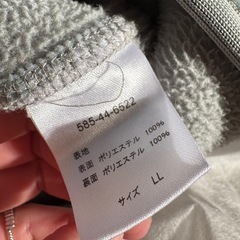 585-44-6522
表地 ポリエステル 100%
表面 ポリエステル 100%
裏面 ポリエステル 100%
サイズ LL